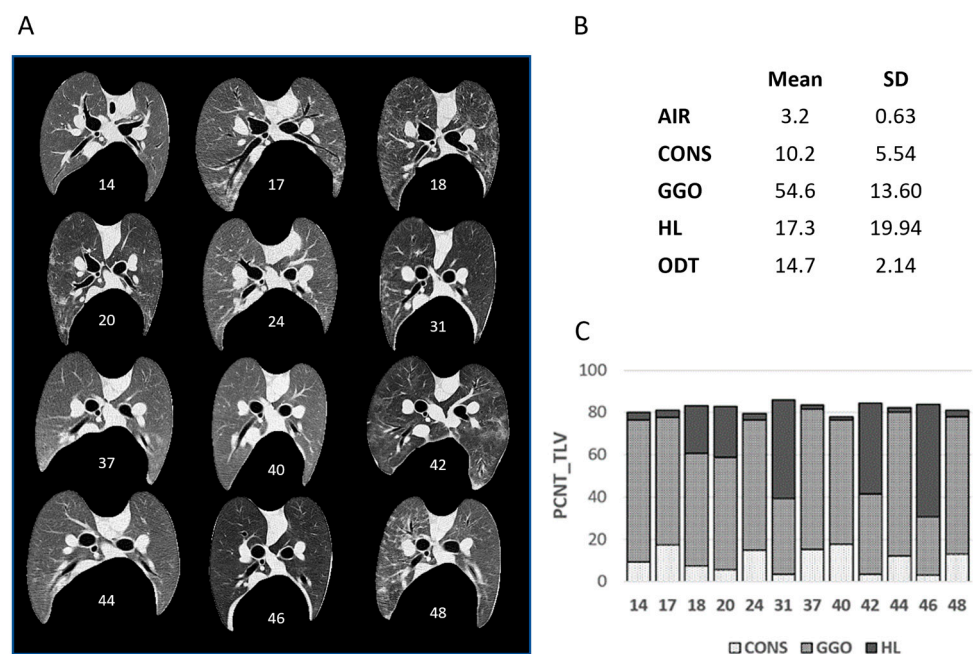 A
14
17
18
20
24
31
37
40
42
44
46
48
B
Mean SD
AIR 3.2 0.63
CONS 10.2 5.54
GGO 54.6 13.60
HL 17.3 19.94
ODT 14.7 2.14
C
PCNT_TLV
100
80
60
40
20
0
14 17 18 20 24 31 37 40 42 44 46 48
CONS GGO HL